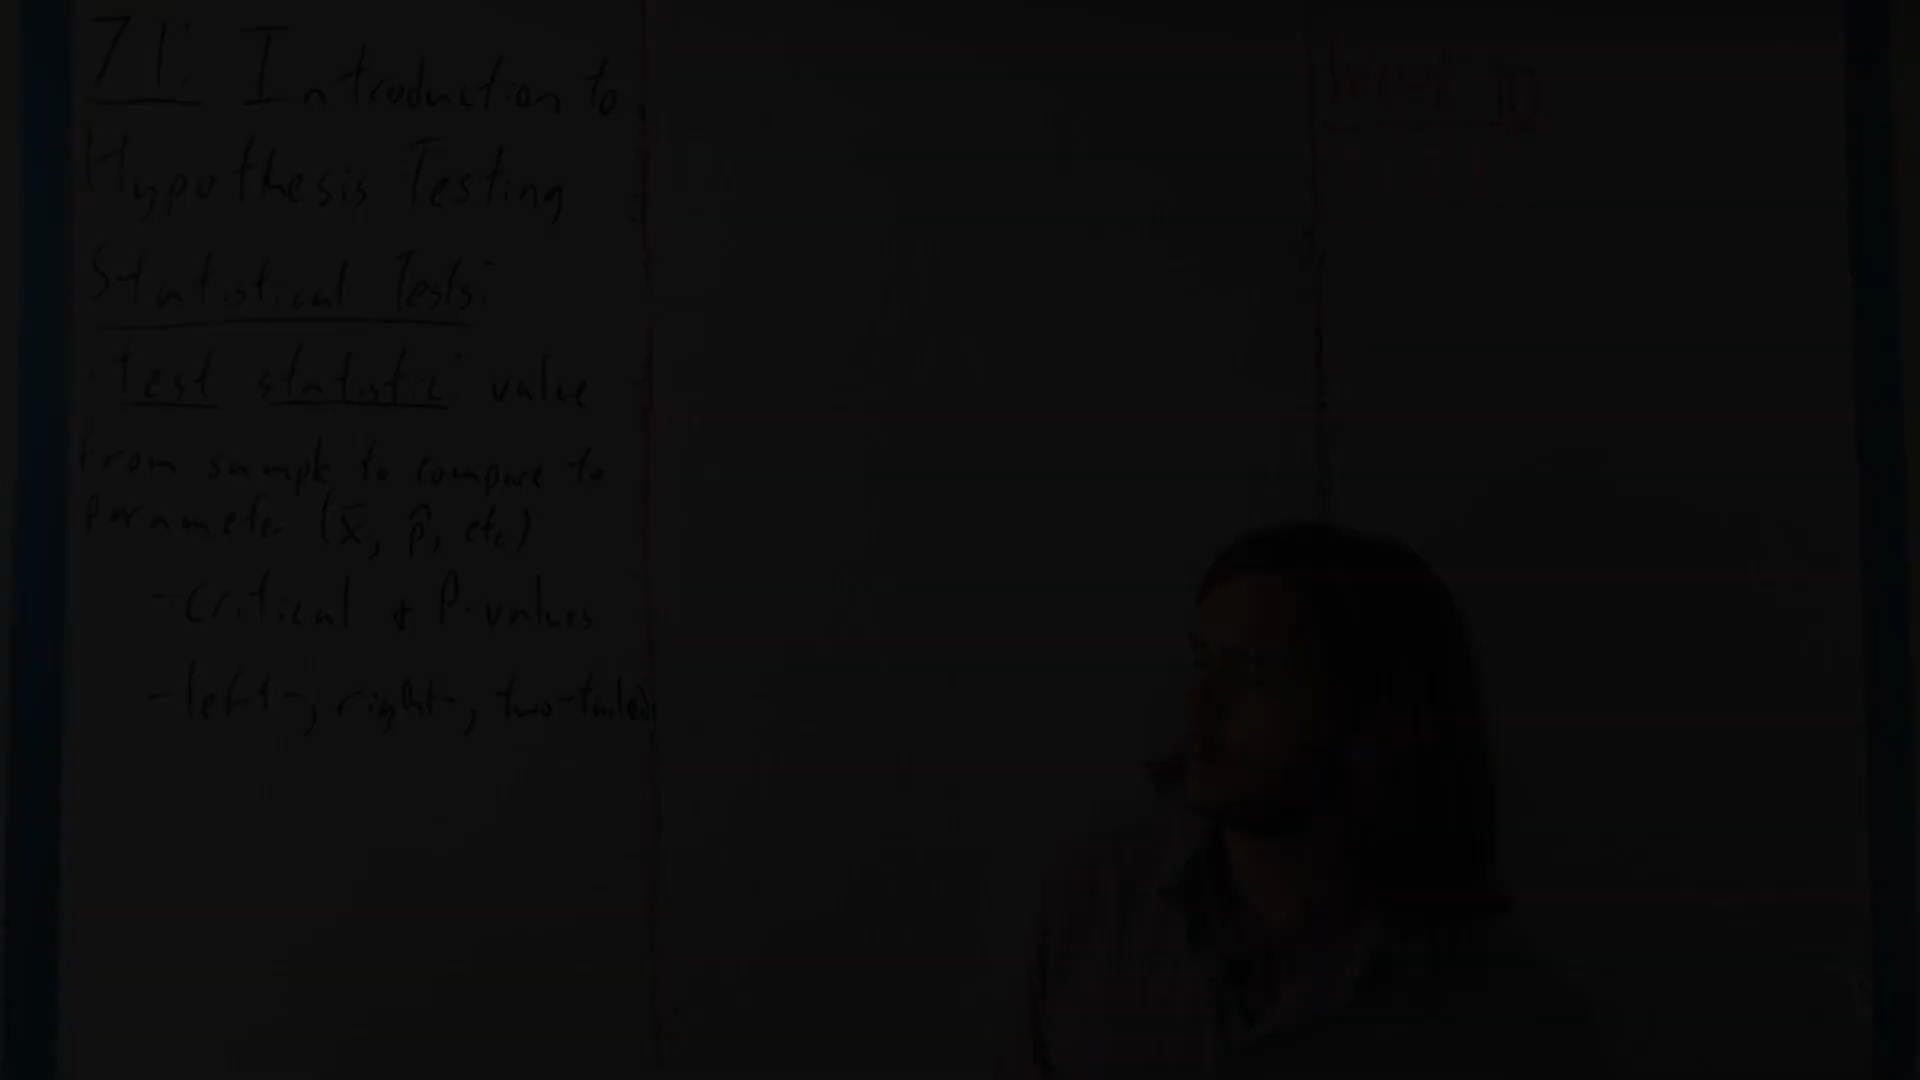 7.1: Introduction to
Hypothesis Testing
Statistical Tests:
· test statistic: value
from sample to compare to
parameter (x̄, p̂, etc)
- critical + P-values
- left-, right-, two-tailed